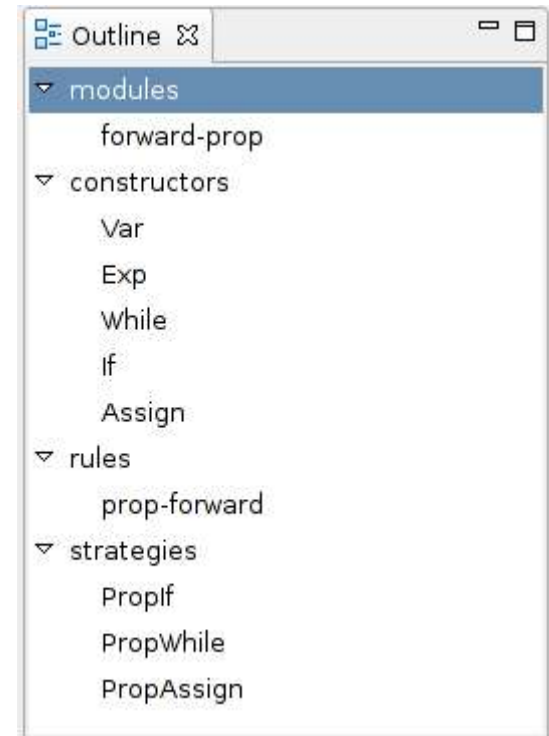 Outline
modules
forward-prop
constructors
Var
Exp
While
If
Assign
rules
prop-forward
strategies
PropIf
PropWhile
PropAssign